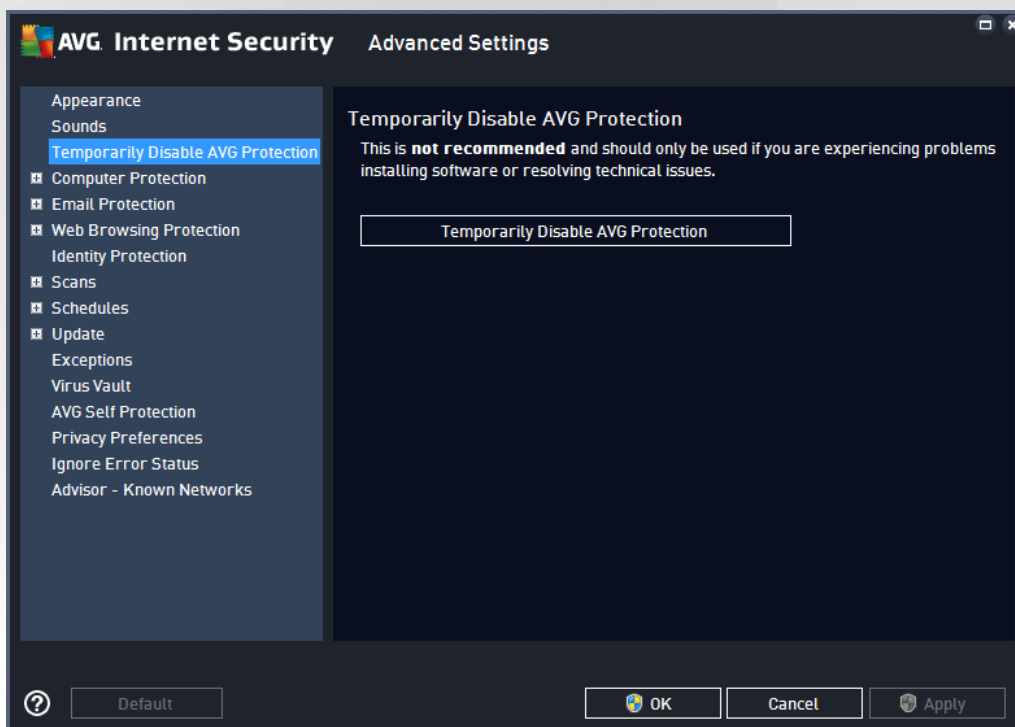 AVG Internet Security Advanced Settings
Appearance
Sounds
Temporarily Disable AVG Protection
Computer Protection
Email Protection
Web Browsing Protection
Identity Protection
Scans
Schedules
Update
Exceptions
Virus Vault
AVG Self Protection
Privacy Preferences
Ignore Error Status
Advisor - Known Networks
Temporarily Disable AVG Protection
This is not recommended and should only be used if you are experiencing problems
installing software or resolving technical issues.
Temporarily Disable AVG Protection
? Default OK Cancel Apply